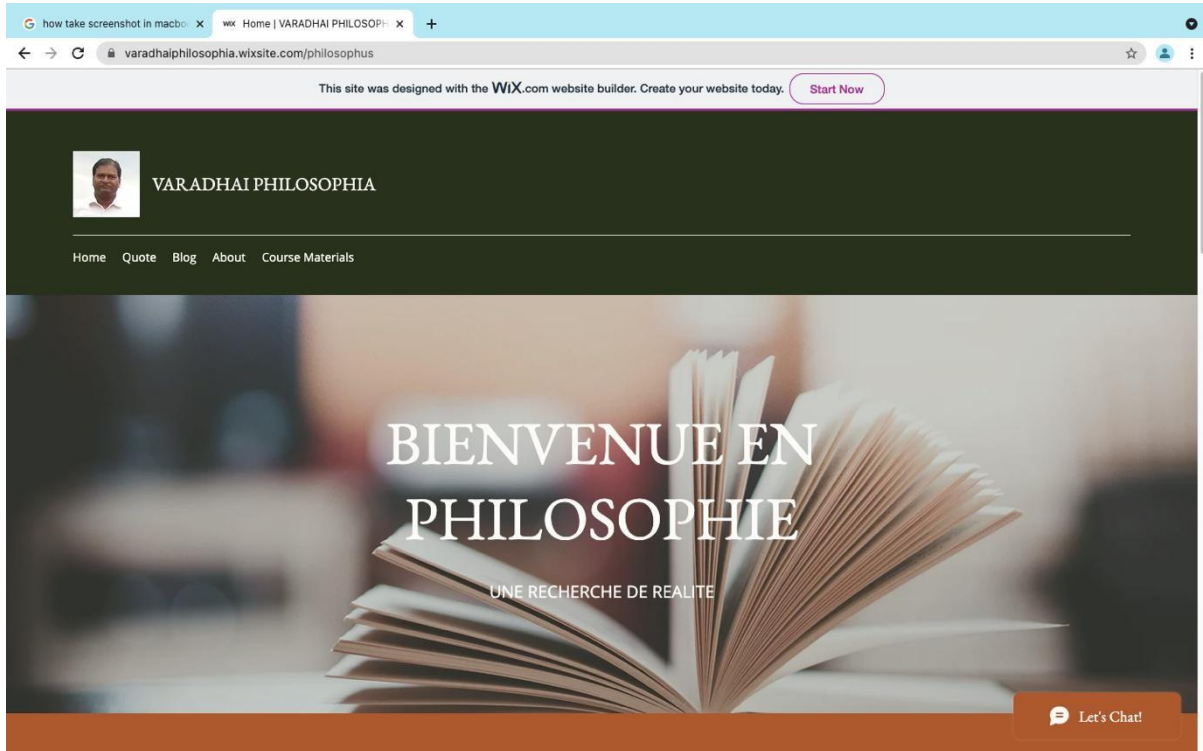 how take screenshot in macbo
WiX Home | VARADHAI PHILOSOPH
varadhaiphilosophia.wixsite.com/philosophus
This site was designed with the WiX.com website builder. Create your website today. Start Now
VARADHAI PHILOSOPHIA
Home Quote Blog About Course Materials
BIENVENUE EN
PHILOSOPHIE
UNE RECHERCHE DE REALITE
Let's Chat!